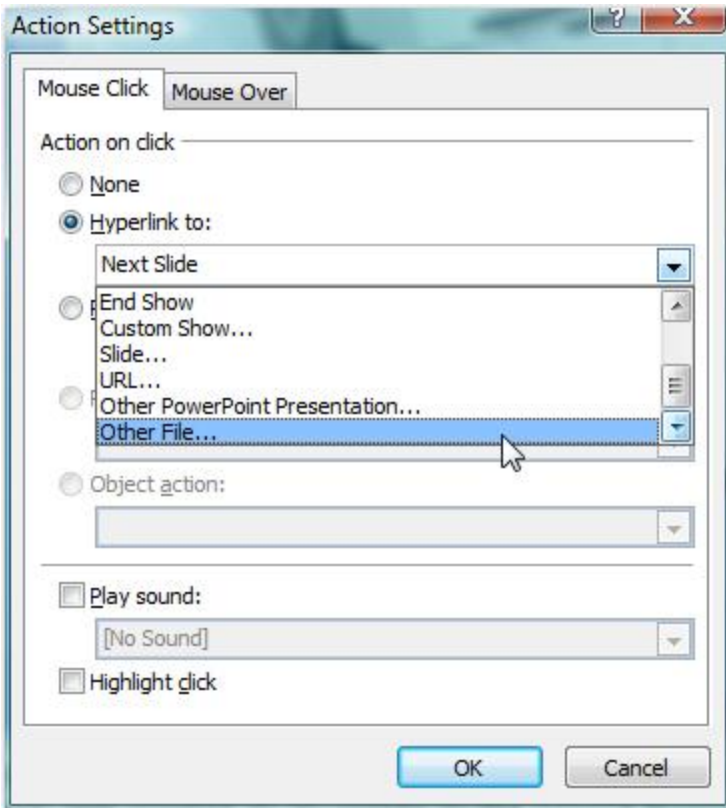 Action Settings
?
Mouse Click Mouse Over
Action on click
None
Hyperlink to:
Next Slide
End Show
Custom Show...
Slide...
URL...
Other PowerPoint Presentation...
Other File...
Object action:
Play sound:
[No Sound]
Highlight click
OK Cancel